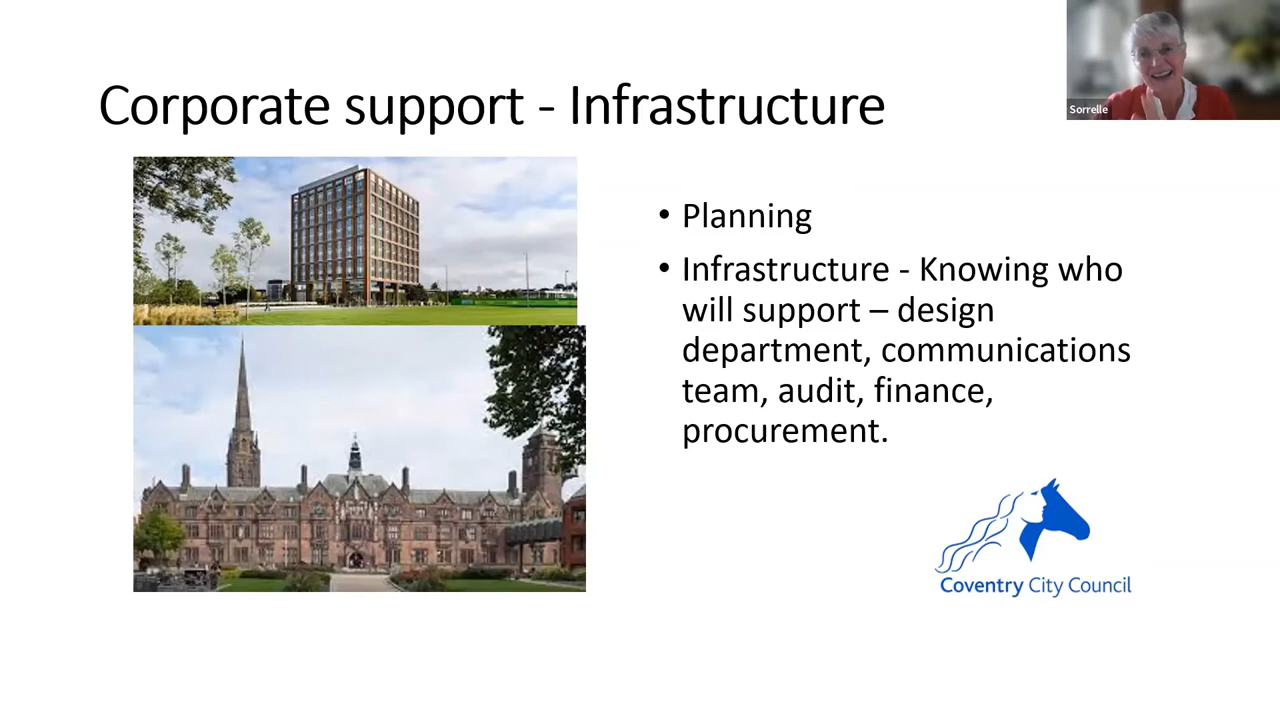 Corporate support - Infrastructure
Sorrelle
• Planning
• Infrastructure - Knowing who
will support – design
department, communications
team, audit, finance,
procurement.
Coventry City Council